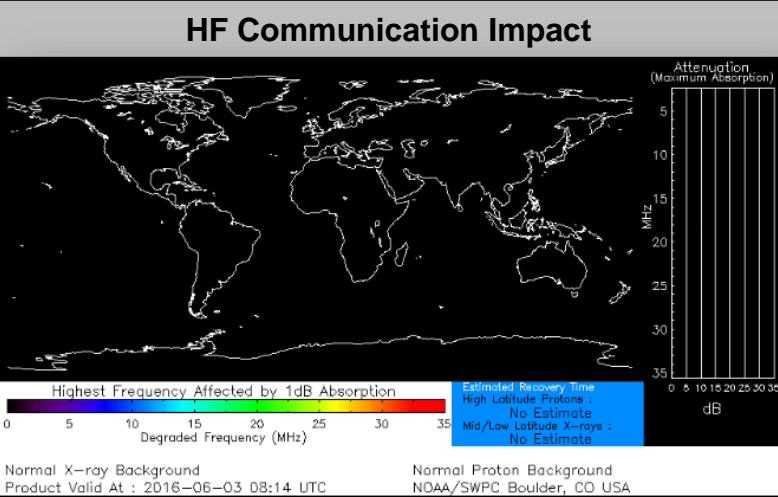 HF Communication Impact
Attenuation
(Maximum Absorption)
5
10
15
20
25
30
35
MHz
0 5 10 15 20 25 30 35
dB
Highest Frequency Affected by 1dB Absorption
0 5 10 15 20 25 30 35
Degraded Frequency (MHz)
Estimated Recovery Time
High Latitude Protons :
No Estimate
Mid/Low Latitude X-rays :
No Estimate
Normal X-ray Background
Normal Proton Background
Product Valid At : 2016-06-03 08:14 UTC
NOAA/SWPC Boulder, CO USA